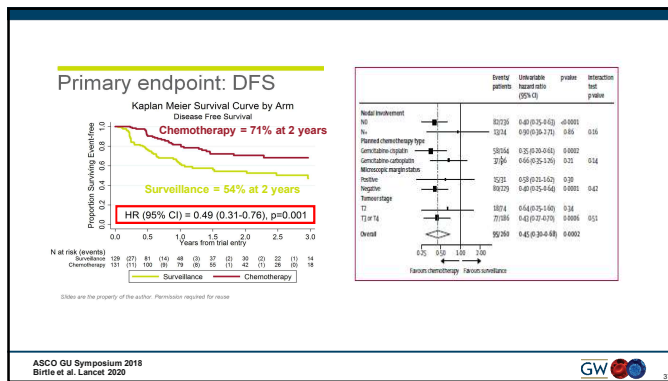 Primary endpoint: DFS
Kaplan Meier Survival Curve by Arm
Disease Free Survival
Chemotherapy = 71% at 2 years
Surveillance = 54% at 2 years
HR (95% CI) = 0.49 (0.31-0.76), p=0.001
Proportion Surviving Event-free
0.0 0.2 0.4 0.6 0.8 1.0
0.0 0.5 1.0 1.5 2.0 2.5 3.0
Years from trial entry
N at risk (events)
Surveillance 129 (27) 81 (14) 48 (3) 37 (2) 30 (2) 22 (1) 14
Chemotherapy 131 (11) 100 (9) 79 (8) 55 (1) 42 (1) 26 (0) 18
Surveillance Chemotherapy
Slides are the property of the author. Permission required for reuse
Events/ patients Univariable hazard ratio (95% CI) p value Interaction test p value
Nodal involvement
N0 82/236 0·40 (0·25-0·63) <0·0001
N+ 13/24 0·90 (0·30-2·71) 0·86 0·16
Planned chemotherapy type
Gemcitabine-cisplatin 58/164 0·35 (0·20-0·61) 0·0002
Gemcitabine-carboplatin 37/96 0·66 (0·35-1·26) 0·21 0·14
Microscopic margin status
Positive 15/31 0·58 (0·21-1·62) 0·30
Negative 80/229 0·40 (0·25-0·64) 0·0001 0·42
Tumour stage
T2 18/74 0·64 (0·25-1·60) 0·34
T3 or T4 77/186 0·43 (0·27-0·70) 0·0006 0·51
Overall 95/260 0·45 (0·30-0·68) 0·0002
0·25 0·50 1·00 2·00
Favours chemotherapy Favours surveillance
ASCO GU Symposium 2018
Birtle et al. Lancet 2020
GW
3